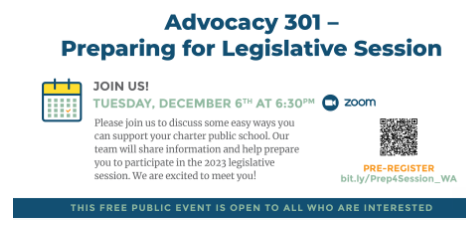 Advocacy 301 –
Preparing for Legislative Session
JOIN US!
TUESDAY, DECEMBER 6TH AT 6:30PM zoom
Please join us to discuss some easy ways you
can support your charter public school. Our
team will share information and help prepare
you to participate in the 2023 legislative
session. We are excited to meet you!
PRE-REGISTER
bit.ly/Prep4Session_WA
THIS FREE PUBLIC EVENT IS OPEN TO ALL WHO ARE INTERESTED